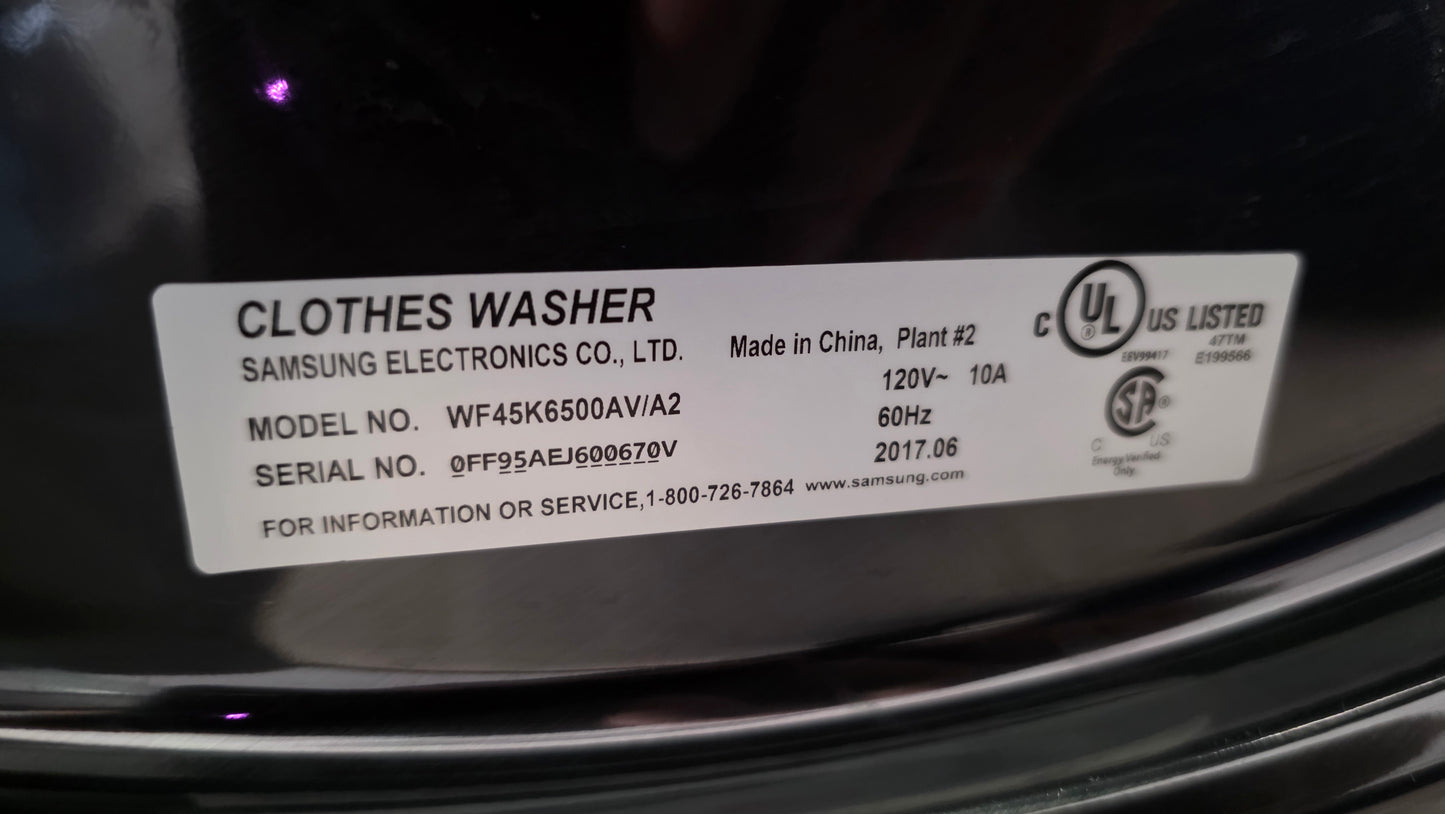 CLOTHES WASHER
SAMSUNG ELECTRONICS CO., LTD.
MODEL NO. WF45K6500AV/A2
SERIAL NO. 0FF95AEJ600670V
FOR INFORMATION OR SERVICE,1-800-726-7864 www.samsung.com
Made in China, Plant #2
120V~ 10A
60Hz
2017.06
C UL ® US LISTED
47TM
EEV99417 E199566
SA ®
C US
Energy Verified
Only.